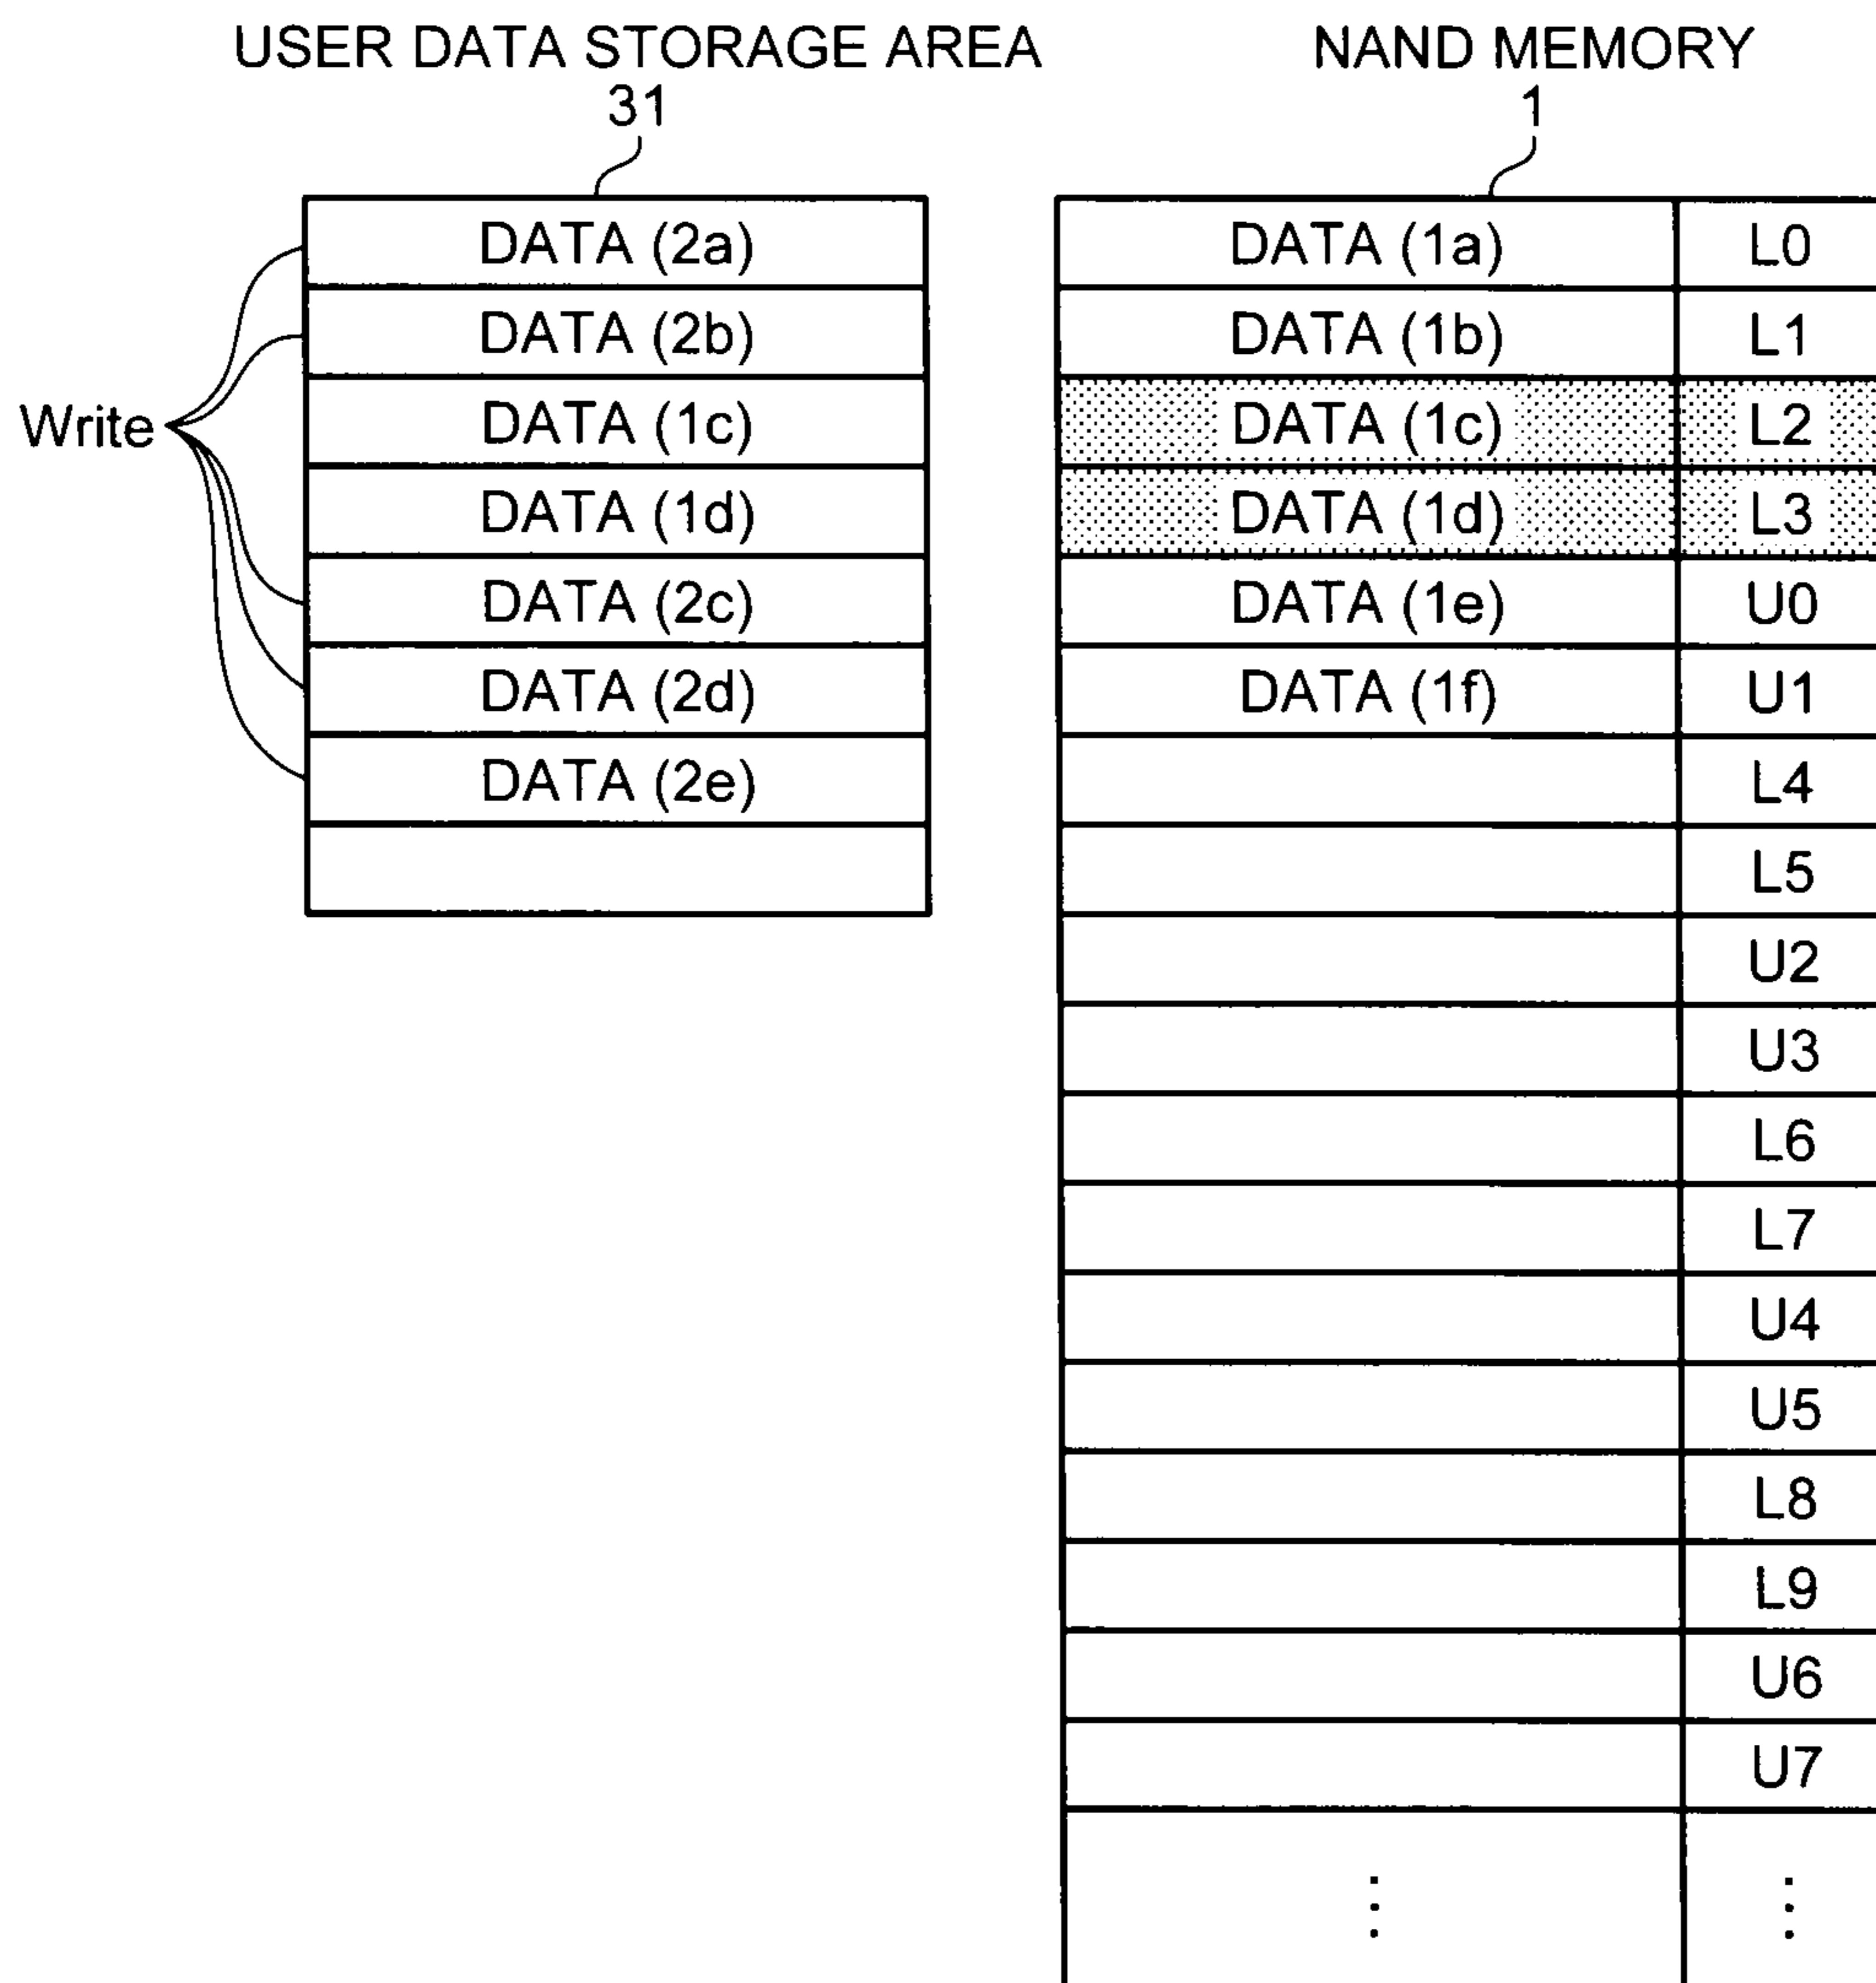 USER DATA STORAGE AREA
31
DATA (2a)
DATA (2b)
DATA (1c)
DATA (1d)
DATA (2c)
DATA (2d)
DATA (2e)
Write
NAND MEMORY
1
DATA (1a) L0
DATA (1b) L1
DATA (1c) L2
DATA (1d) L3
DATA (1e) U0
DATA (1f) U1
L4
L5
U2
U3
L6
L7
U4
U5
L8
L9
U6
U7
⋮ ⋮